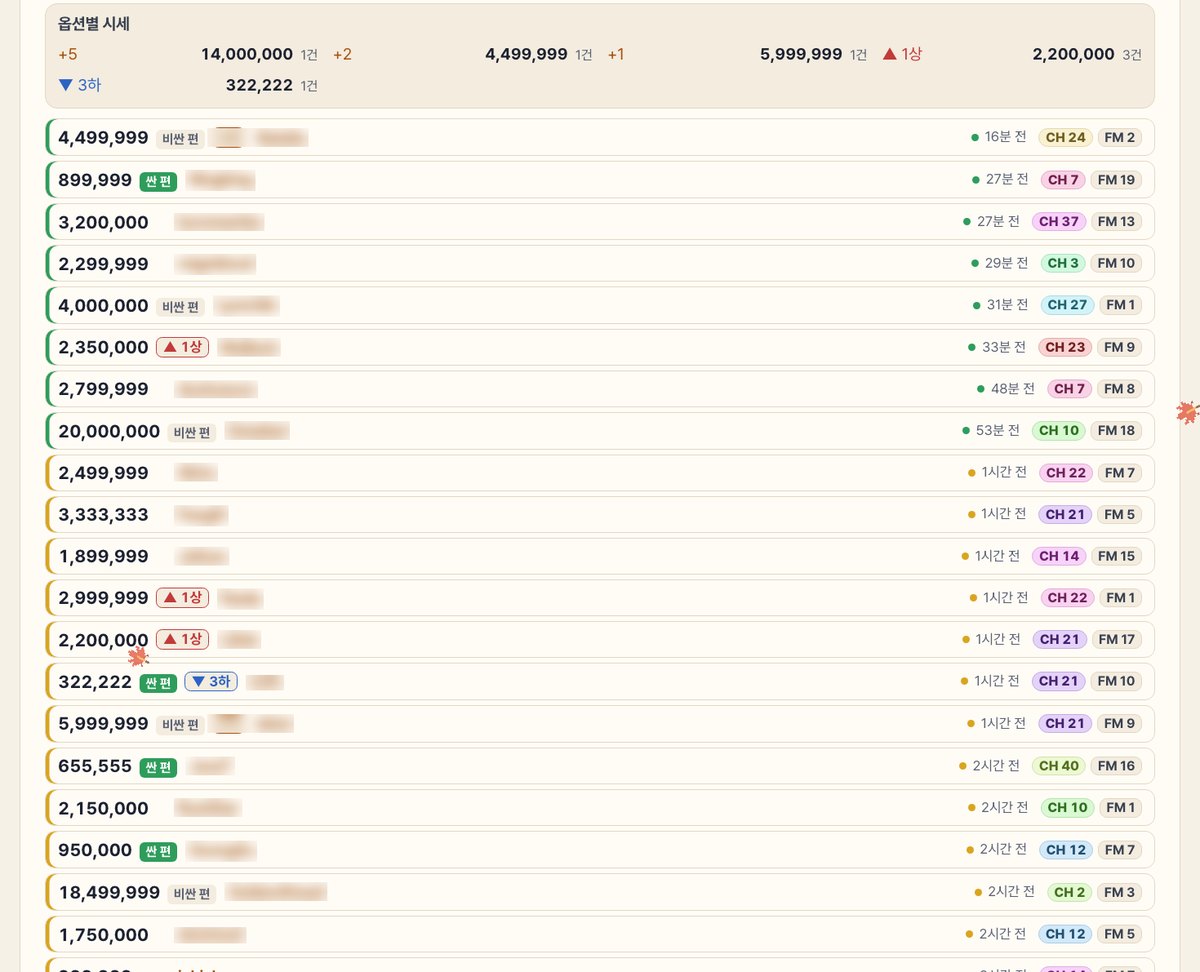 옵션별 시세
+5 14,000,000 1건 +2 4,499,999 1건 +1 5,999,999 1건 ▲ 1상 2,200,000 3건
▼ 3하 322,222 1건
4,499,999 비싼 편 16분 전 CH 24 FM 2
899,999 싼 편 27분 전 CH 7 FM 19
3,200,000 27분 전 CH 37 FM 13
2,299,999 29분 전 CH 3 FM 10
4,000,000 비싼 편 31분 전 CH 27 FM 1
2,350,000 ▲ 1상 33분 전 CH 23 FM 9
2,799,999 48분 전 CH 7 FM 8
20,000,000 비싼 편 53분 전 CH 10 FM 18
2,499,999 1시간 전 CH 22 FM 7
3,333,333 1시간 전 CH 21 FM 5
1,899,999 1시간 전 CH 14 FM 15
2,999,999 ▲ 1상 1시간 전 CH 22 FM 1
2,200,000 ▲ 1상 1시간 전 CH 21 FM 17
322,222 싼 편 ▼ 3하 1시간 전 CH 21 FM 10
5,999,999 비싼 편 1시간 전 CH 21 FM 9
655,555 싼 편 2시간 전 CH 40 FM 16
2,150,000 2시간 전 CH 10 FM 1
950,000 싼 편 2시간 전 CH 12 FM 7
18,499,999 비싼 편 2시간 전 CH 2 FM 3
1,750,000 2시간 전 CH 12 FM 5